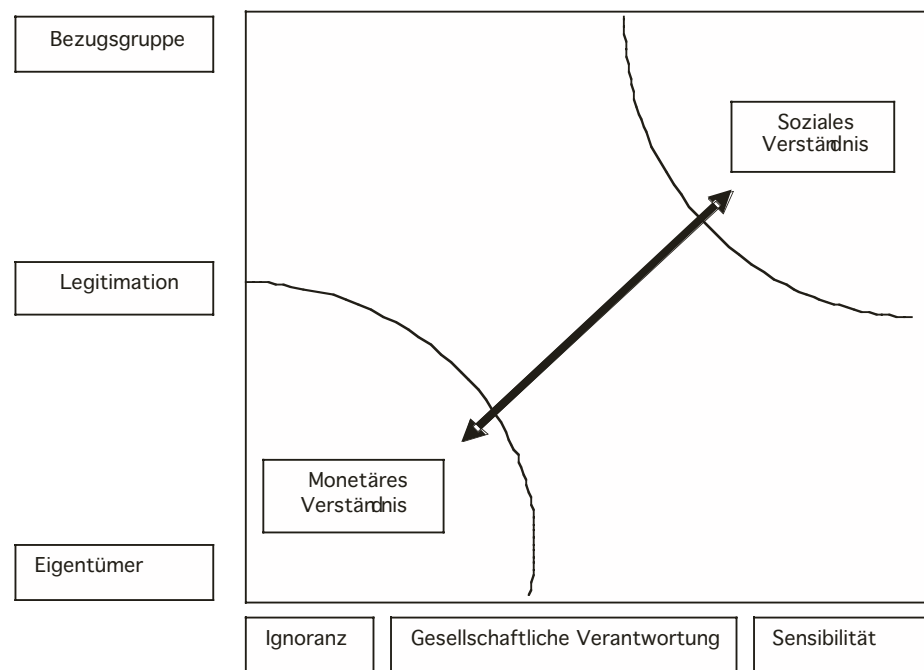 Bezugsgruppe
Soziales
Verständnis
Legitimation
Monetäres
Verständnis
Eigentümer
Ignoranz
Gesellschaftliche Verantwortung
Sensibilität